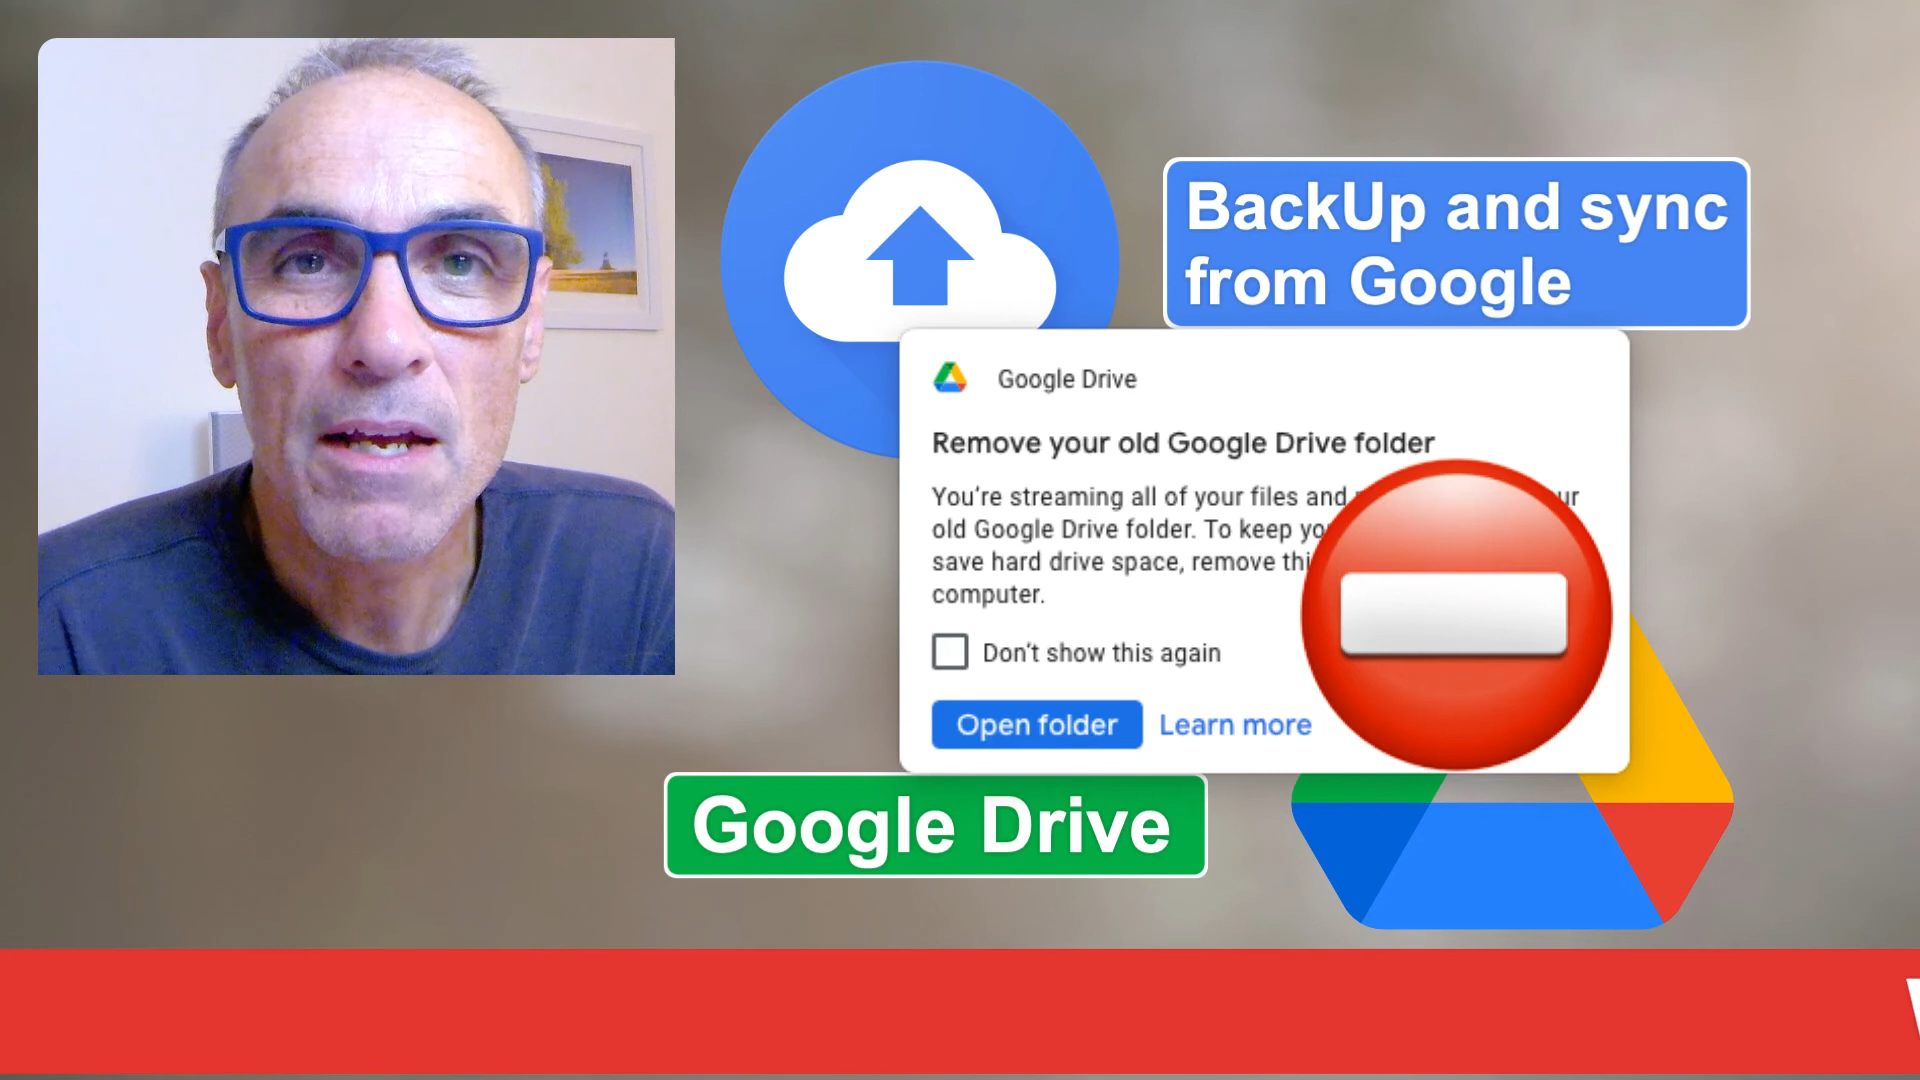 BackUp and sync
from Google
Google Drive
Remove your old Google Drive folder
You're streaming all of your files and
old Google Drive folder. To keep
save hard drive space, remove
computer.
Don't show this again
Open folder Learn more
Google Drive